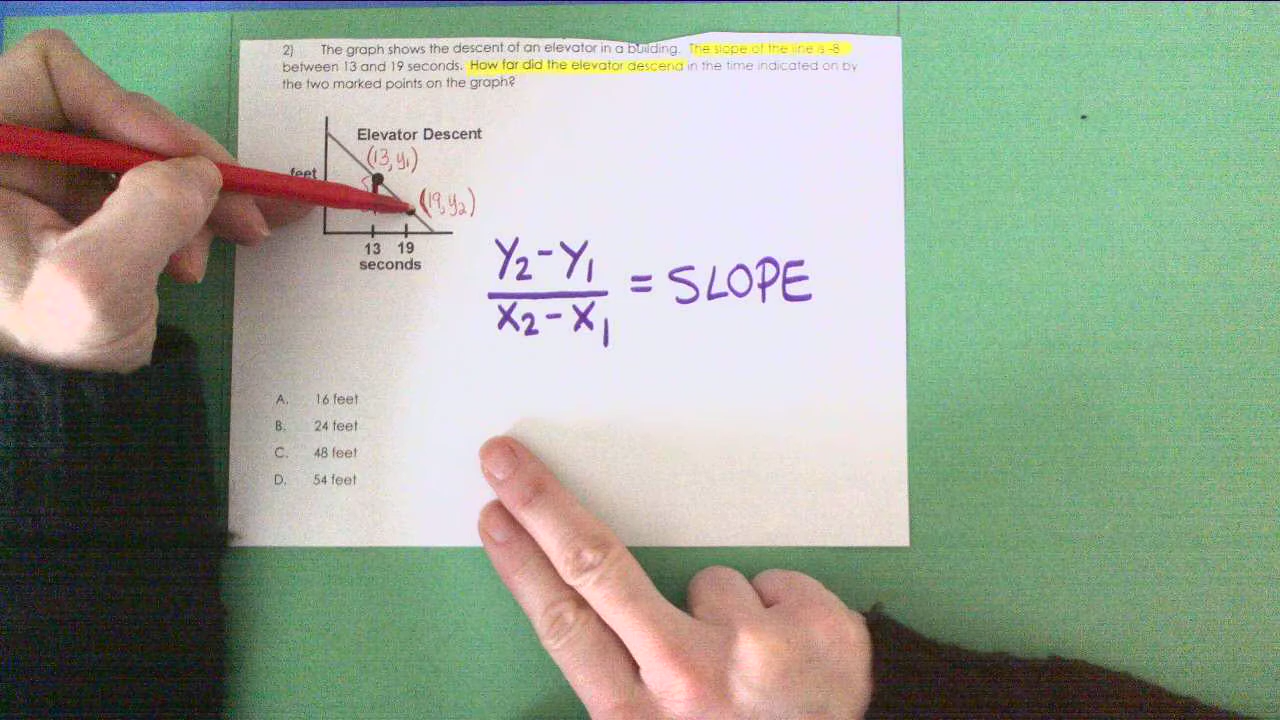 2) The graph shows the descent of an elevator in a building. The slope of the line is -8
between 13 and 19 seconds. How far did the elevator descend in the time indicated on by
the two marked points on the graph?
Elevator Descent
(13, y1)
feet
(19, y2)
13 19
seconds
Y2 - Y1
X2 - X1
= SLOPE
A. 16 feet
B. 24 feet
C. 48 feet
D. 54 feet